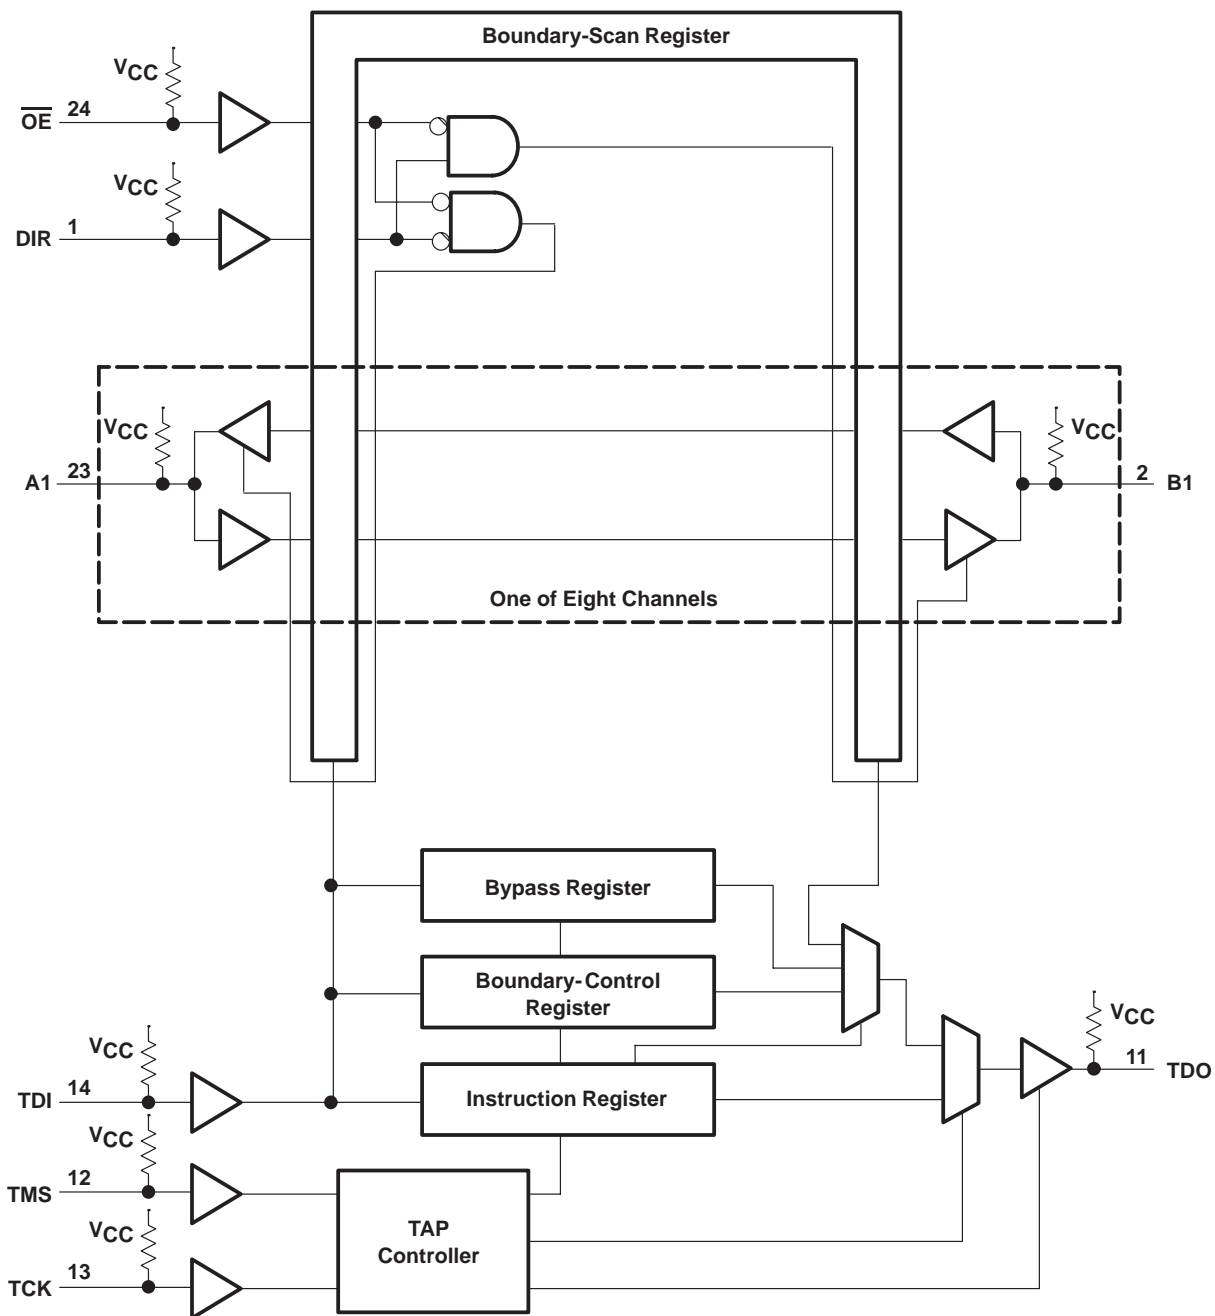 Boundary-Scan Register
VCC
OE 24
VCC
DIR 1
VCC
A1 23
VCC
2 B1
One of Eight Channels
Bypass Register
Boundary-Control
Register
VCC
11 TDO
VCC
TDI 14
Instruction Register
VCC
TMS 12
TAP
Controller
VCC
TCK 13